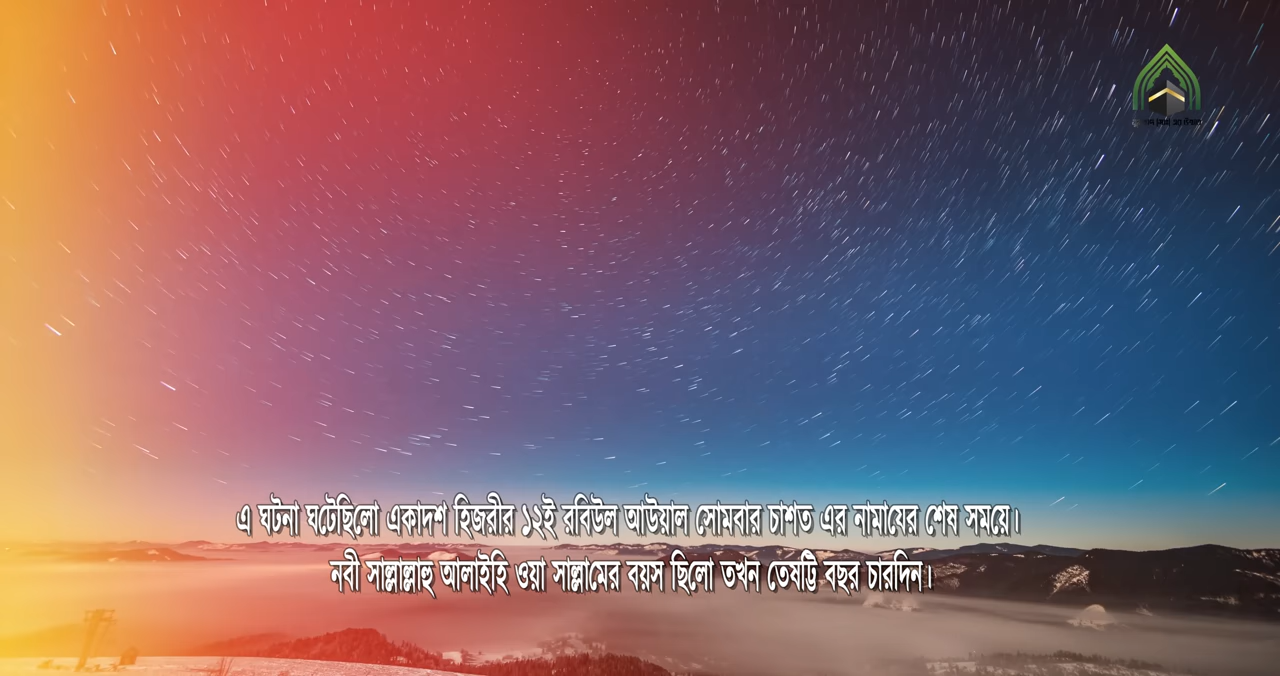 এ ঘটনা ঘটেছিলো একাদশ হিজরীর ১২ই রবিউল আউয়াল সোমবার চাশত এর নামাযের শেষ সময়ে।
নবী সাল্লাল্লাহু আলাইহি ওয়া সাল্লামের বয়স ছিলো তখন তেষট্টি বছর চারদিন।